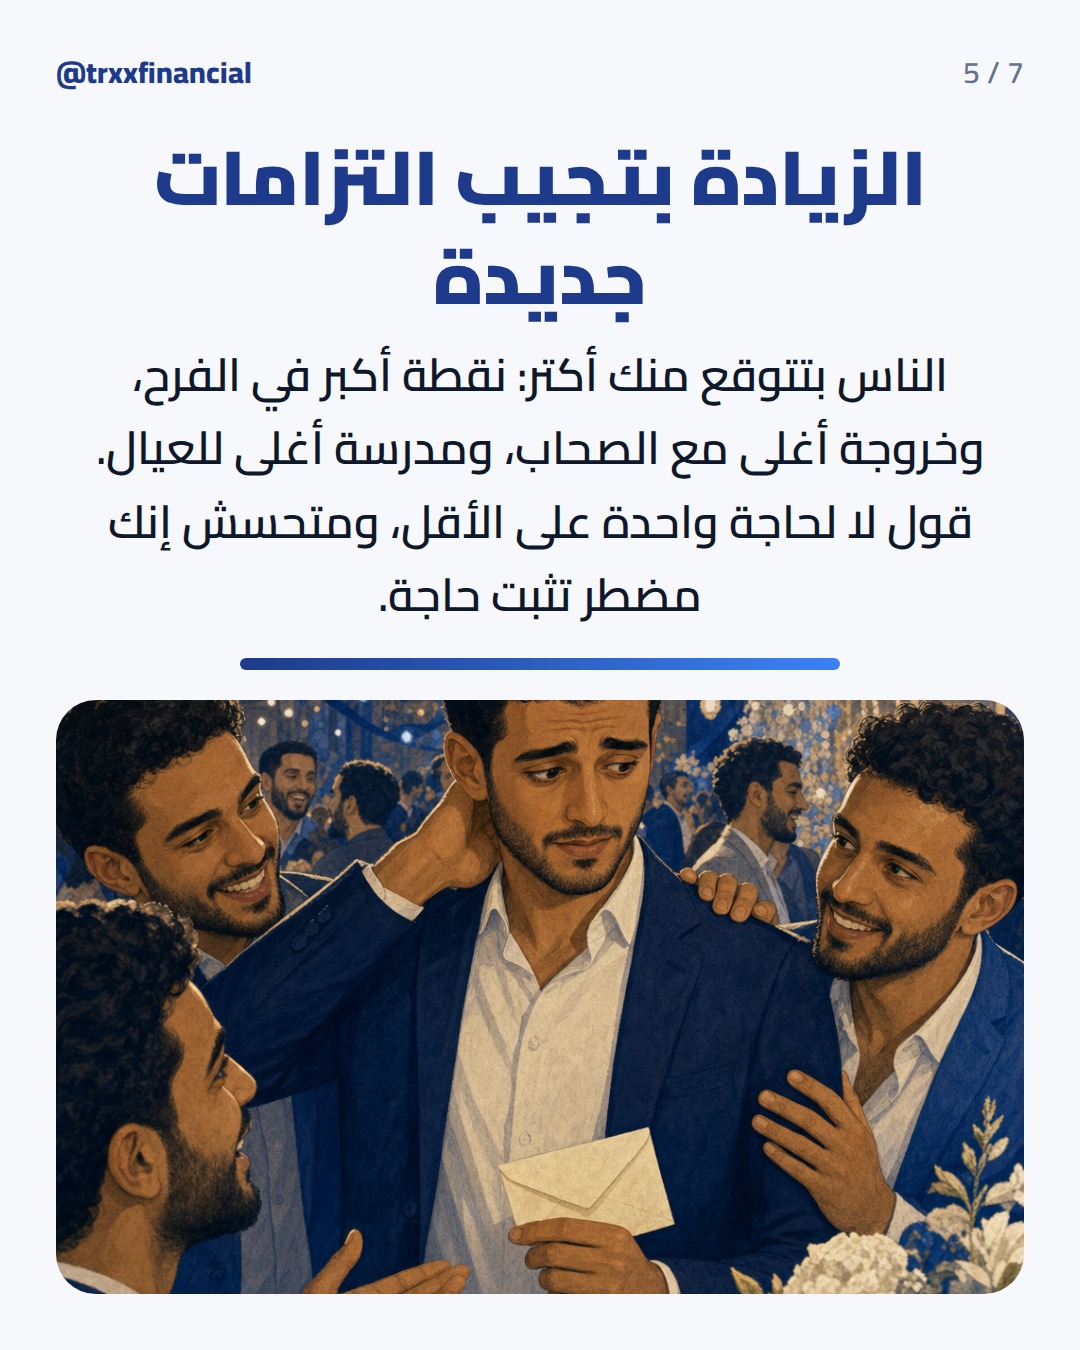 @trxxfinancial
5 / 7
الزيادة بتجيب التزامات
جديدة
الناس بتتوقع منك أكتر: نقطة أكبر في الفرح،
وخروجة أغلى مع الصحاب، ومدرسة أغلى للعيال.
قول لا لحاجة واحدة على الأقل، ومتحسش إنك
مضطر تثبت حاجة.